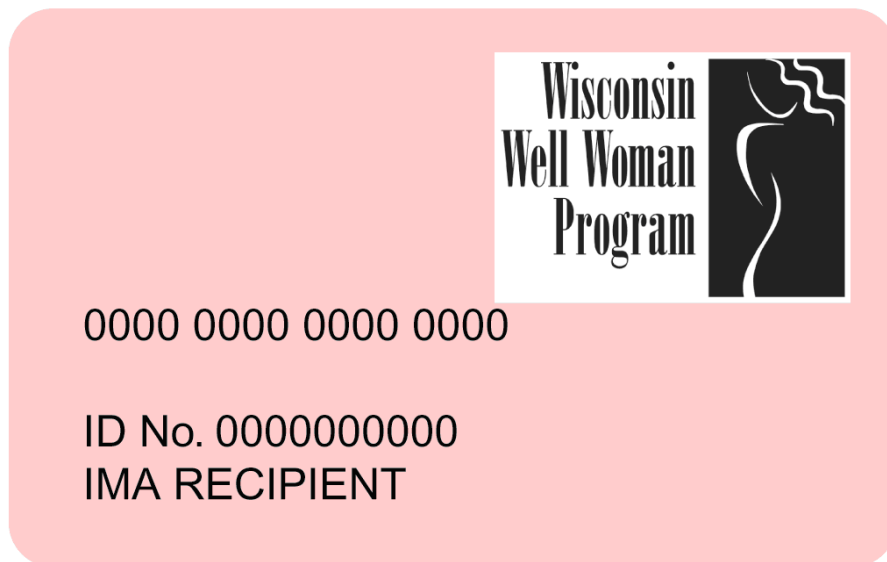 Wisconsin
Well Woman
Program
0000 0000 0000 0000
ID No. 0000000000
IMA RECIPIENT